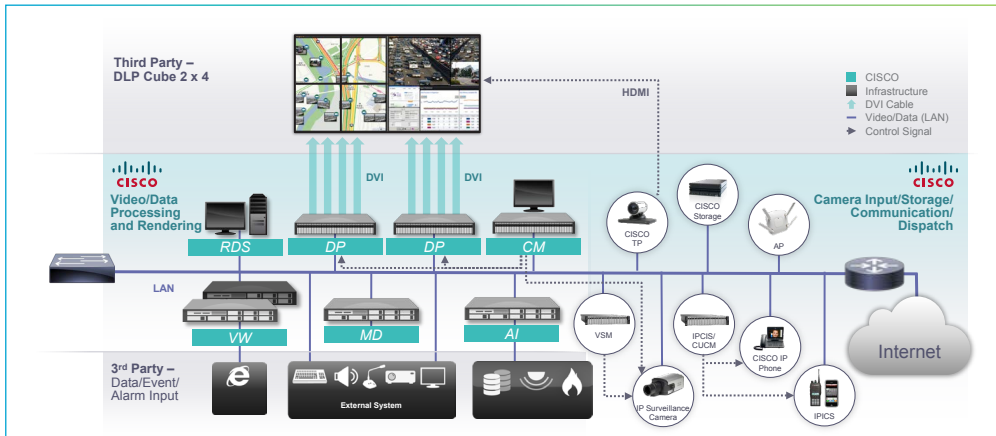 Third Party –
DLP Cube 2 x 4
HDMI
CISCO
Infrastructure
DVI Cable
Video/Data (LAN)
Control Signal
CISCO
Video/Data
Processing
and Rendering
DVI
DVI
CISCO
Camera Input/Storage/
Communication/
Dispatch
RDS
DP
DP
CM
CISCO
TP
CISCO
Storage
AP
LAN
VW
MD
AI
VSM
IPCIS/
CUCM
CISCO IP
Phone
Internet
3rd Party –
Data/Event/
Alarm Input
External System
IP Surveillance
Camera
IPICS